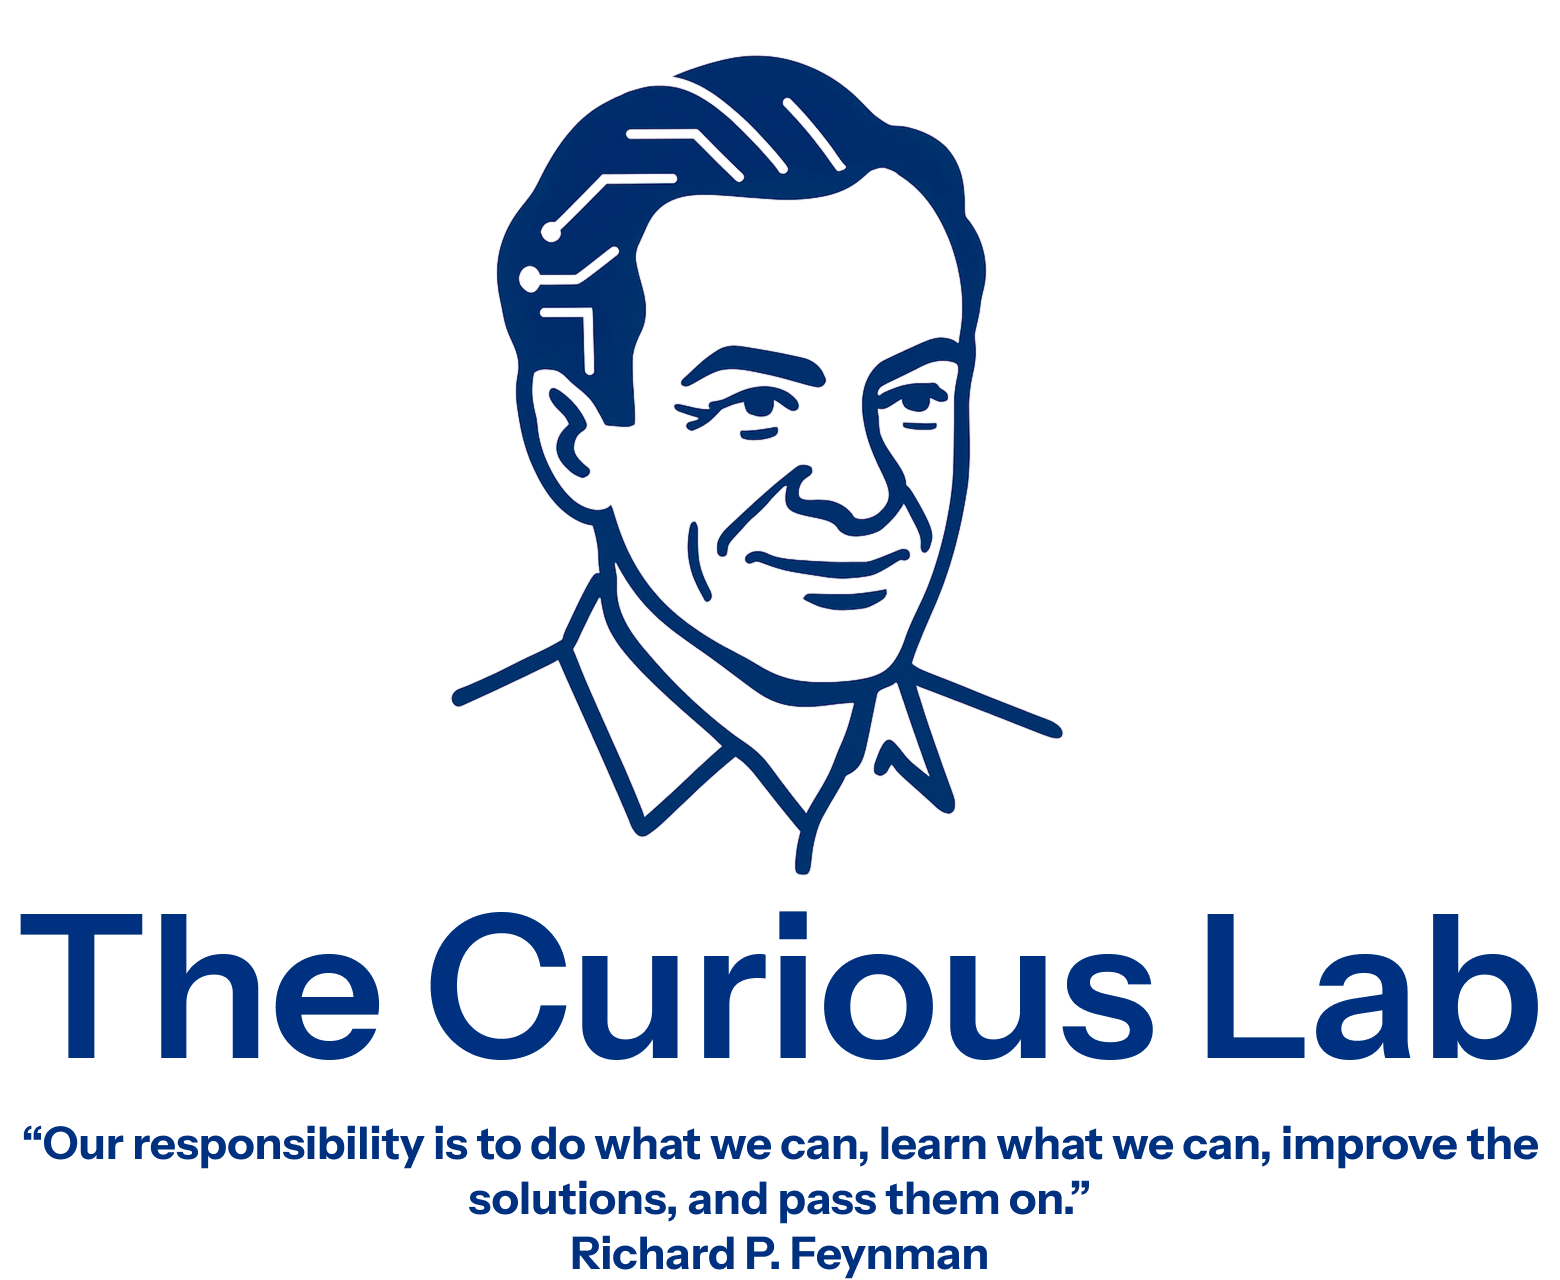 The Curious Lab
“Our responsibility is to do what we can, learn what we can, improve the
solutions, and pass them on.”
Richard P. Feynman